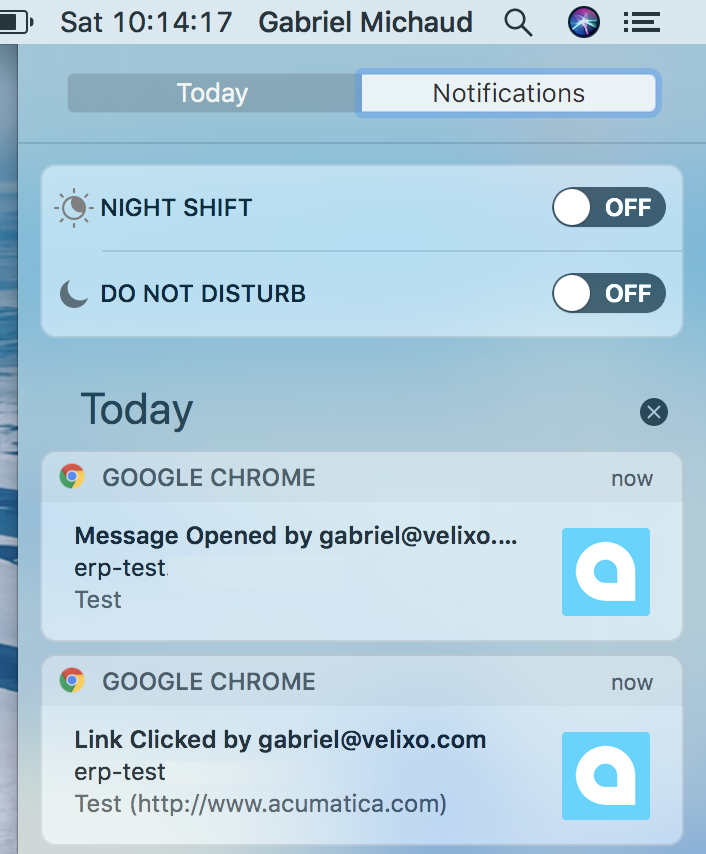 Sat 10:14:17 Gabriel Michaud
Today Notifications
NIGHT SHIFT OFF
DO NOT DISTURB OFF
Today
GOOGLE CHROME now
Message Opened by gabriel@velixo....
erp-test.
Test
GOOGLE CHROME now
Link Clicked by gabriel@velixo.com
erp-test
Test (http://www.acumatica.com)